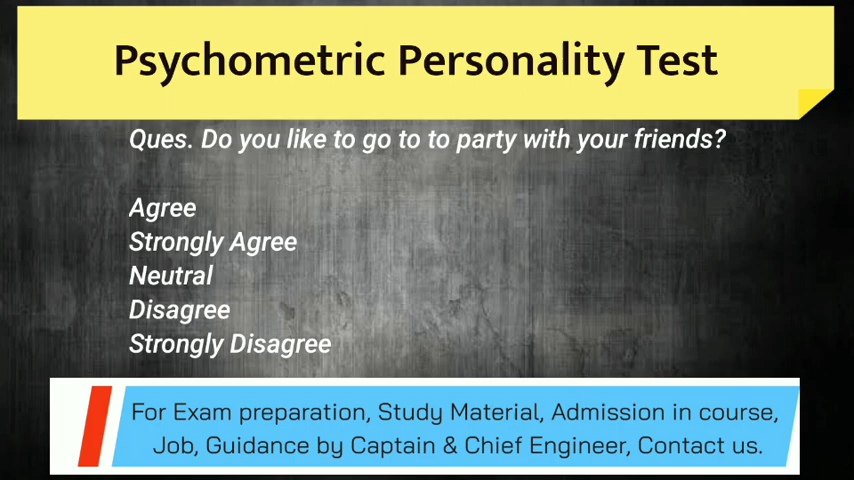 Psychometric Personality Test
Ques. Do you like to go to to party with your friends?
Agree
Strongly Agree
Neutral
Disagree
Strongly Disagree
For Exam preparation, Study Material, Admission in course,
Job, Guidance by Captain & Chief Engineer, Contact us.